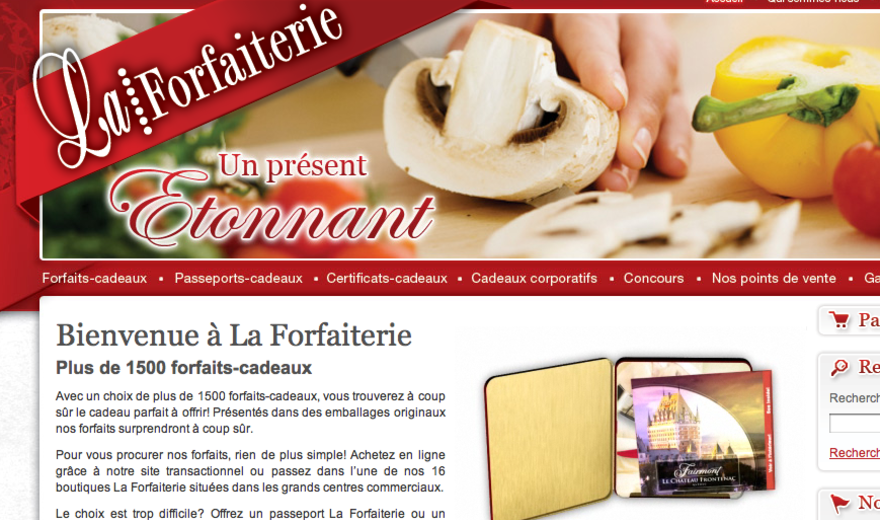 Accueil Qui sommes-nous
La Forfaiterie
Un présent
Étonnant
Forfaits-cadeaux • Passeports-cadeaux • Certificats-cadeaux • Cadeaux corporatifs • Concours • Nos points de vente • Ga
Bienvenue à La Forfaiterie
Plus de 1500 forfaits-cadeaux
Avec un choix de plus de 1500 forfaits-cadeaux, vous trouverez à coup
sûr le cadeau parfait à offrir! Présentés dans des emballages originaux
nos forfaits surprendront à coup sûr.
Pour vous procurer nos forfaits, rien de plus simple! Achetez en ligne
grâce à notre site transactionnel ou passez dans l'une de nos 16
boutiques La Forfaiterie situées dans les grands centres commerciaux.
Le choix est trop difficile? Offrez un passeport La Forfaiterie ou un
Fairmont
LE CHATEAU FRONTENAC
Pa
Re
Recherch
Recherc
No